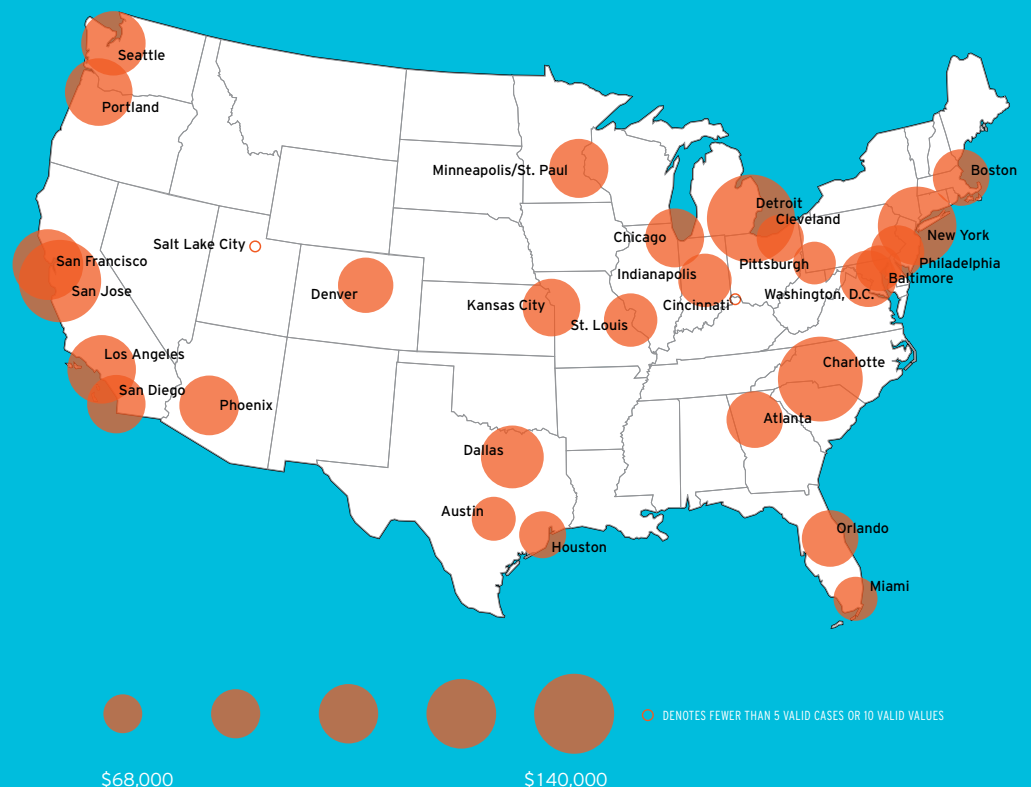 Seattle
Portland
Minneapolis/St. Paul
Boston
Detroit
Cleveland
New York
Chicago
Salt Lake City
San Francisco
Pittsburgh
Philadelphia
Indianapolis
Baltimore
San Jose
Denver
Washington, D.C.
Kansas City
Cincinnati
St. Louis
Los Angeles
Charlotte
San Diego
Phoenix
Atlanta
Dallas
Austin
Orlando
Houston
Miami
DENOTES FEWER THAN 5 VALID CASES OR 10 VALID VALUES
$68,000
$140,000